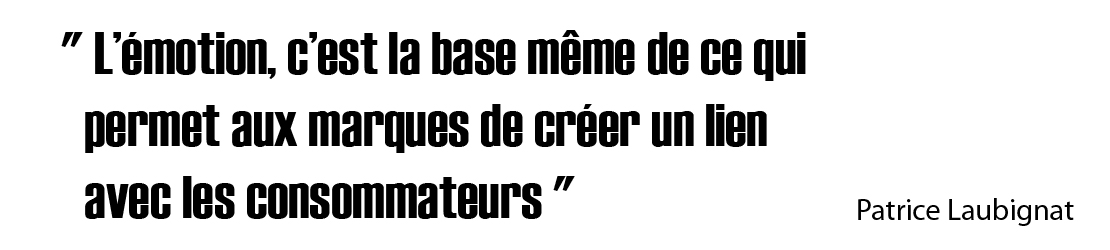 " L’émotion, c’est la base même de ce qui
permet aux marques de créer un lien
avec les consommateurs "
Patrice Laubignat